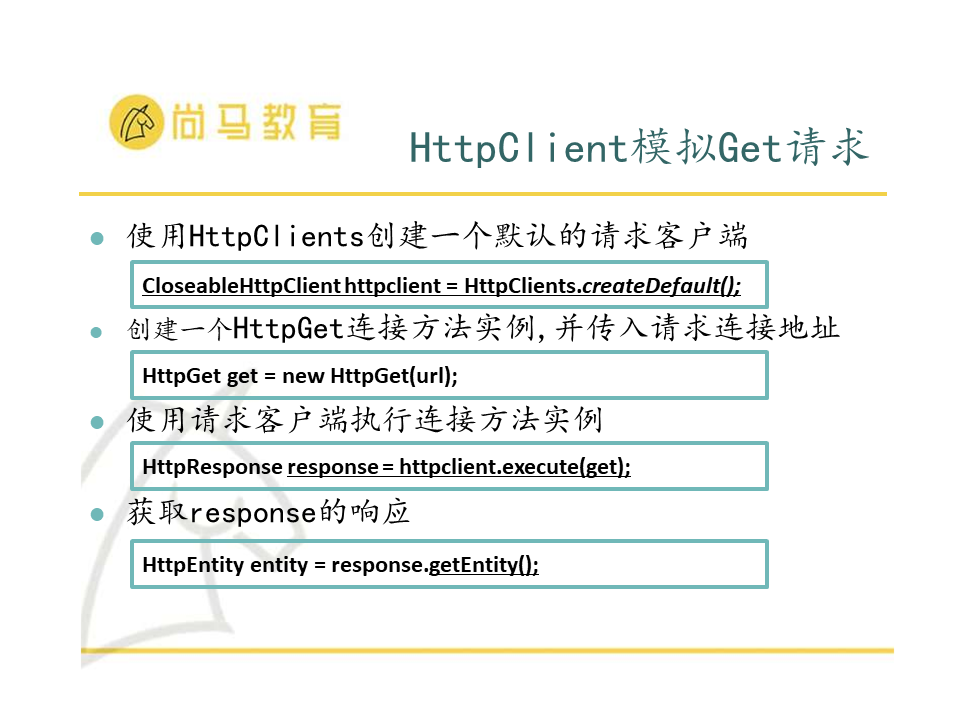 尚马教育
HttpClient模拟Get请求
使用HttpClients创建一个默认的请求客户端
CloseableHttpClient httpclient = HttpClients.createDefault();
创建一个HttpGet连接方法实例,并传入请求连接地址
HttpGet get = new HttpGet(url);
使用请求客户端执行连接方法实例
HttpResponse response = httpclient.execute(get);
获取response的响应
HttpEntity entity = response.getEntity();